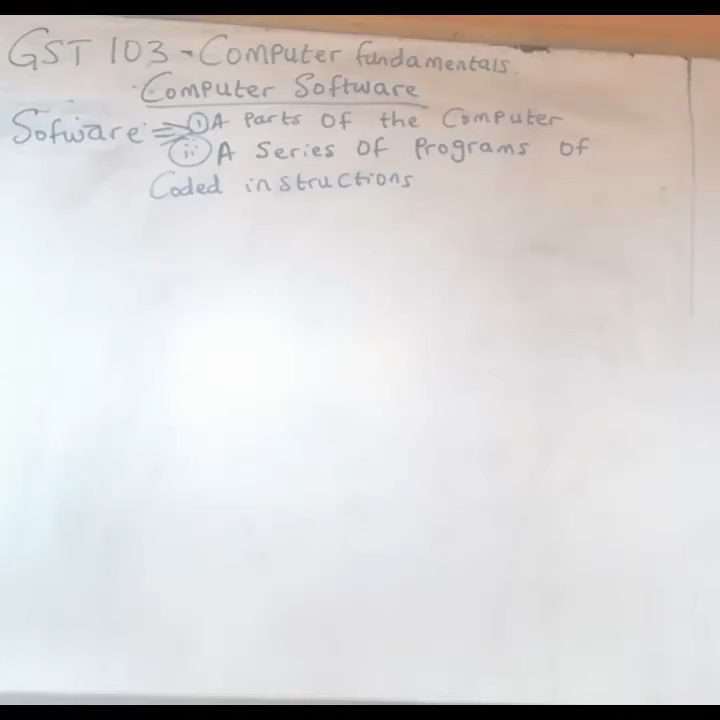 GST 103 - Computer fundamentals.
Computer Software
Sofware ⇒ (i) A Parts of the Computer
(ii) A Series of Programs of
Coded instructions